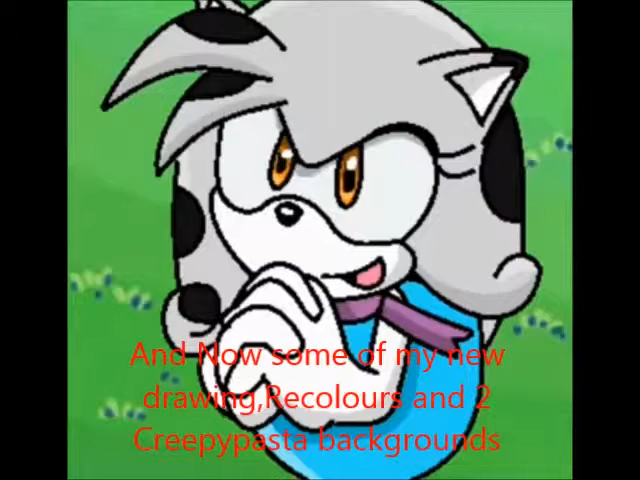 And Now some of my new
drawing,Recolours and 2
Creepypasta backgrounds